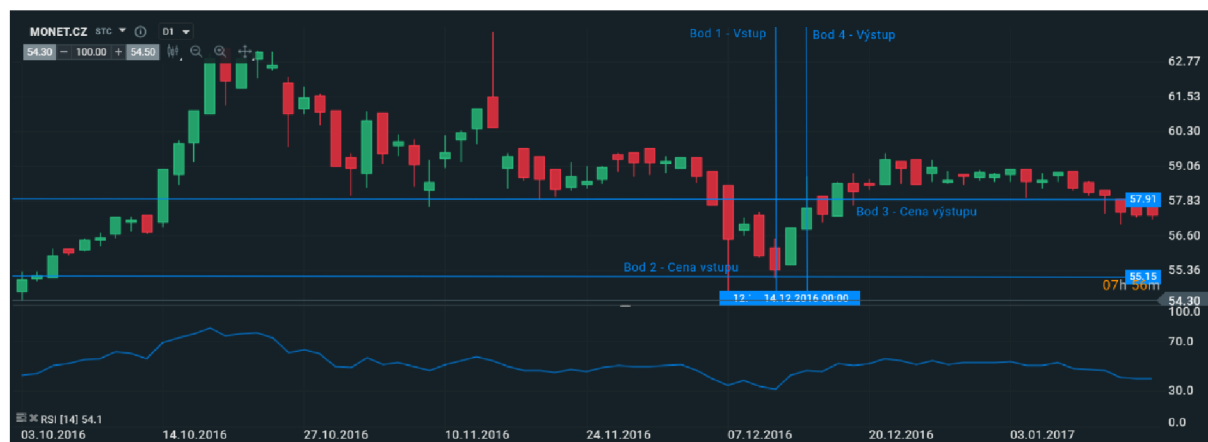 MONET.CZ STC D1
54.30 − 100.00 + 54.50
Bod 1 - Vstup
Bod 4 - Výstup
62.77
61.53
60.30
59.06
57.91
57.83
Bod 3 - Cena výstupu
56.60
Bod 2 - Cena vstupu
55.36
55.15
07h 56m
12. 14.12.2016 00:00
54.30
100.0
70.0
30.0
RSI [14] 54.1
0.0
03.10.2016 14.10.2016 27.10.2016 10.11.2016 24.11.2016 07.12.2016 20.12.2016 03.01.2017